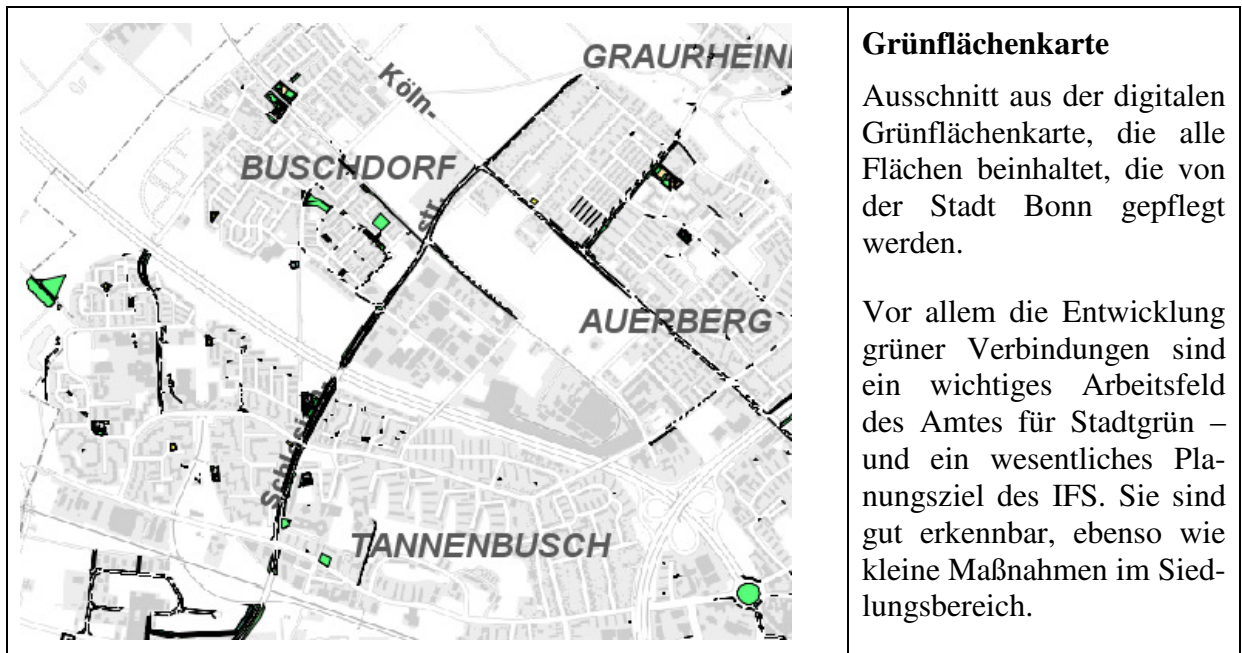 GRAURHEIN
Köln-
BUSCHDORF
str.
AUERBERG
TANNENBUSCH
Grünflächenkarte
Ausschnitt aus der digitalen
Grünflächenkarte, die alle
Flächen beinhaltet, die von
der Stadt Bonn gepflegt
werden.
Vor allem die Entwicklung
grüner Verbindungen sind
ein wichtiges Arbeitsfeld
des Amtes für Stadtgrün –
und ein wesentliches Pla-
nungsziel des IFS. Sie sind
gut erkennbar, ebenso wie
kleine Maßnahmen im Sied-
lungsbereich.